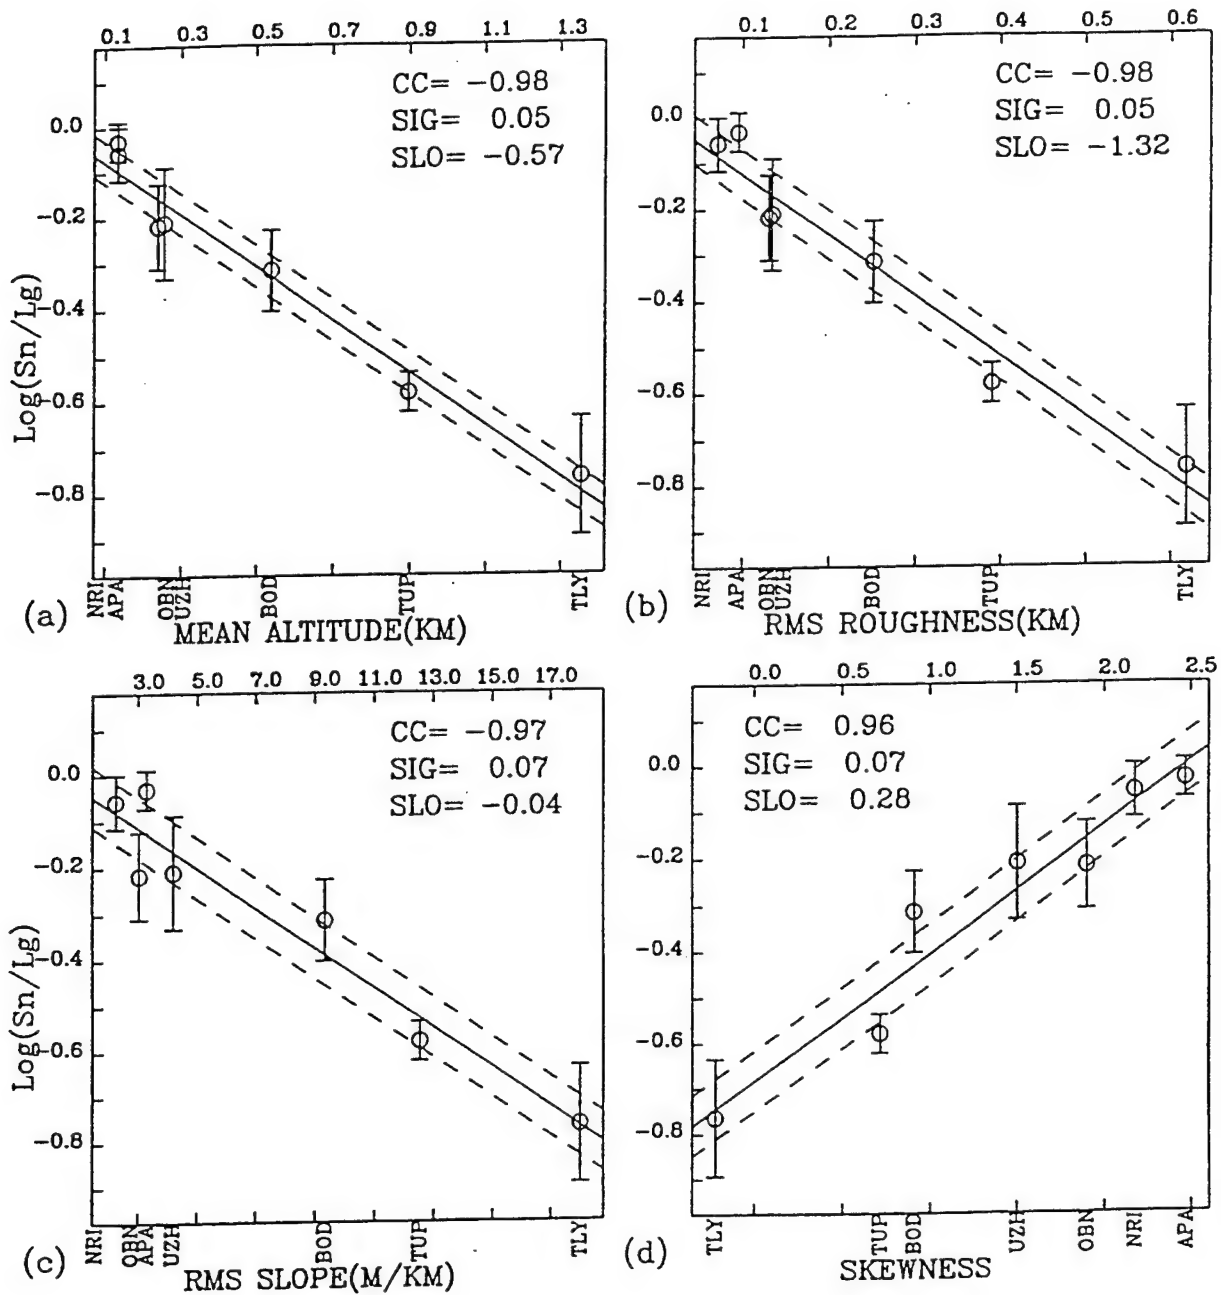 0.1 0.3 0.5 0.7 0.9 1.1 1.3
CC= -0.98
SIG= 0.05
SLO= -0.57
0.0
-0.2
-0.4
-0.6
-0.8
Log(Sn/Lg)
NRI APA OBN UZH BOD TUP TLY
(a)
MEAN ALTITUDE(KM)
0.1 0.2 0.3 0.4 0.5 0.6
CC= -0.98
SIG= 0.05
SLO= -1.32
0.0
-0.2
-0.4
-0.6
-0.8
NRI APA OBN UZH BOD TUP TLY
(b)
RMS ROUGHNESS(KM)
3.0 5.0 7.0 9.0 11.0 13.0 15.0 17.0
CC= -0.97
SIG= 0.07
SLO= -0.04
0.0
-0.2
-0.4
-0.6
-0.8
Log(Sn/Lg)
NRI OBN APA UZH BOD TUP TLY
(c)
RMS SLOPE(M/KM)
0.0 0.5 0.9 1.5 2.0 2.5
CC= 0.96
SIG= 0.07
SLO= 0.28
0.0
-0.2
-0.4
-0.6
-0.8
TLY TUP BOD UZH OBN NRI APA
(d)
SKEWNESS